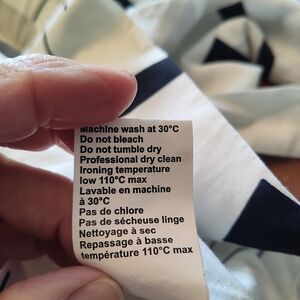 Machine wash at 30°C
Do not bleach
Do not tumble dry
Professional dry clean
Ironing temperature
low 110°C max
Lavable en machine
à 30°C
Pas de chlore
Pas de sécheuse linge
Nettoyage à sec
Repassage à basse
température 110°C max